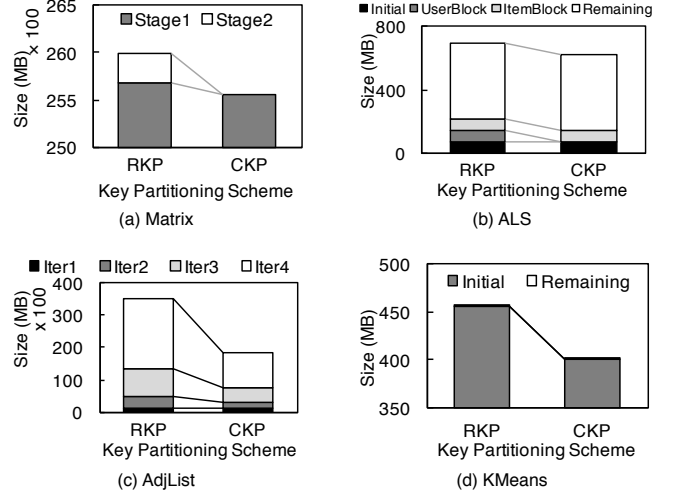 Size (MB)
x 100
265
260
255
250
Stage1 Stage2
RKP CKP
Key Partitioning Scheme
(a) Matrix
Initial UserBlock ItemBlock Remaining
Size (MB)
800
400
0
RKP CKP
Key Partitioning Scheme
(b) ALS
Iter1 Iter2 Iter3 Iter4
Size (MB)
x 100
400
300
200
100
0
RKP CKP
Key Partitioning Scheme
(c) AdjList
Size (MB)
500
450
400
350
Initial Remaining
RKP CKP
Key Partitioning Scheme
(d) KMeans